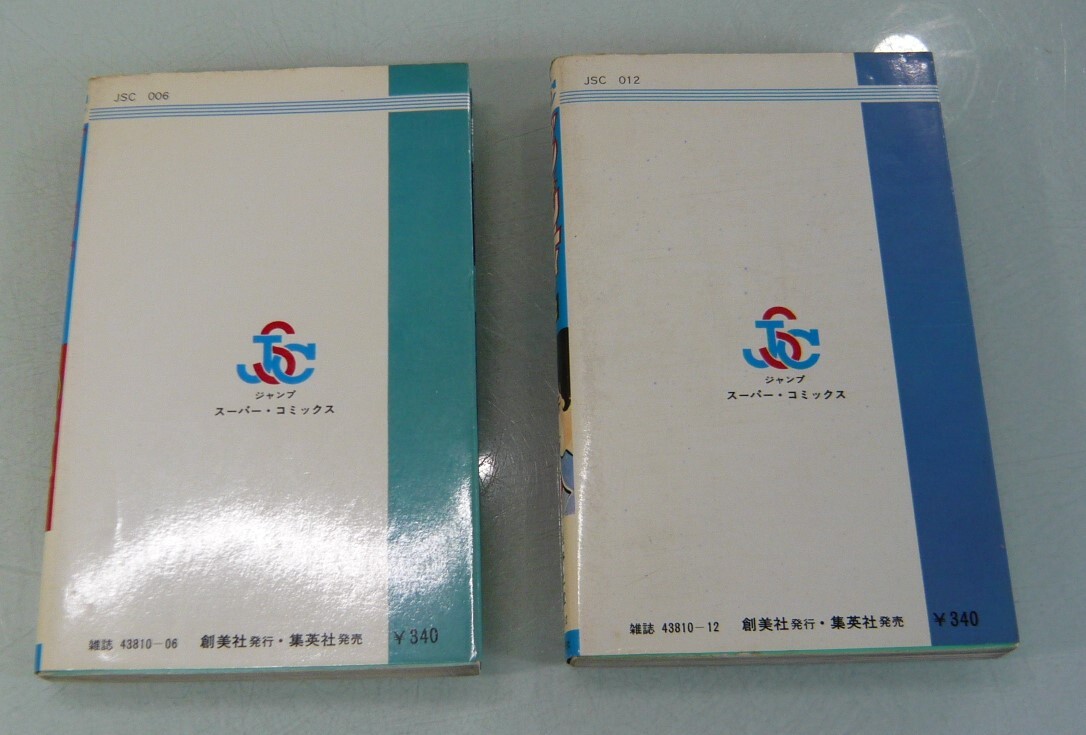 JSC 006
JSC
ジャンプ
スーパー・コミックス
雑誌 43810-06 創美社発行・集英社発売 ¥340
JSC 012
JSC
ジャンプ
スーパー・コミックス
雑誌 43810-12 創美社発行・集英社発売 ¥340